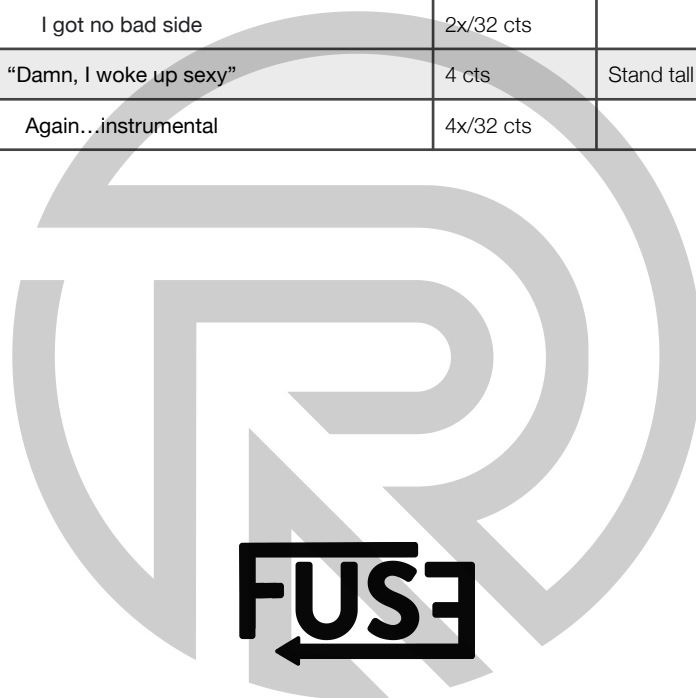 I got no bad side 2x/32 cts
“Damn, I woke up sexy” 4 cts Stand tall
Again…instrumental 4x/32 cts
FUSE